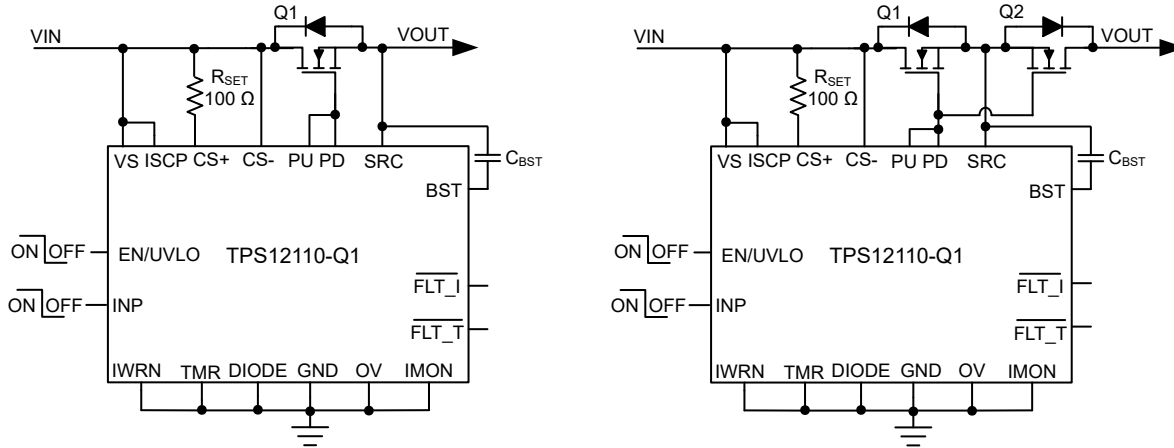 Q1
VIN
VOUT
RSET
100 Ω
VS
ISCP
CS+
CS-
PU
PD
SRC
CBST
BST
ON
OFF
EN/UVLO
TPS12110-Q1
FLT_I
ON
OFF
INP
FLT_T
IWRN
TMR
DIODE
GND
OV
IMON
Q1
Q2
VIN
VOUT
RSET
100 Ω
VS
ISCP
CS+
CS-
PU
PD
SRC
CBST
BST
ON
OFF
EN/UVLO
TPS12110-Q1
FLT_I
ON
OFF
INP
FLT_T
IWRN
TMR
DIODE
GND
OV
IMON